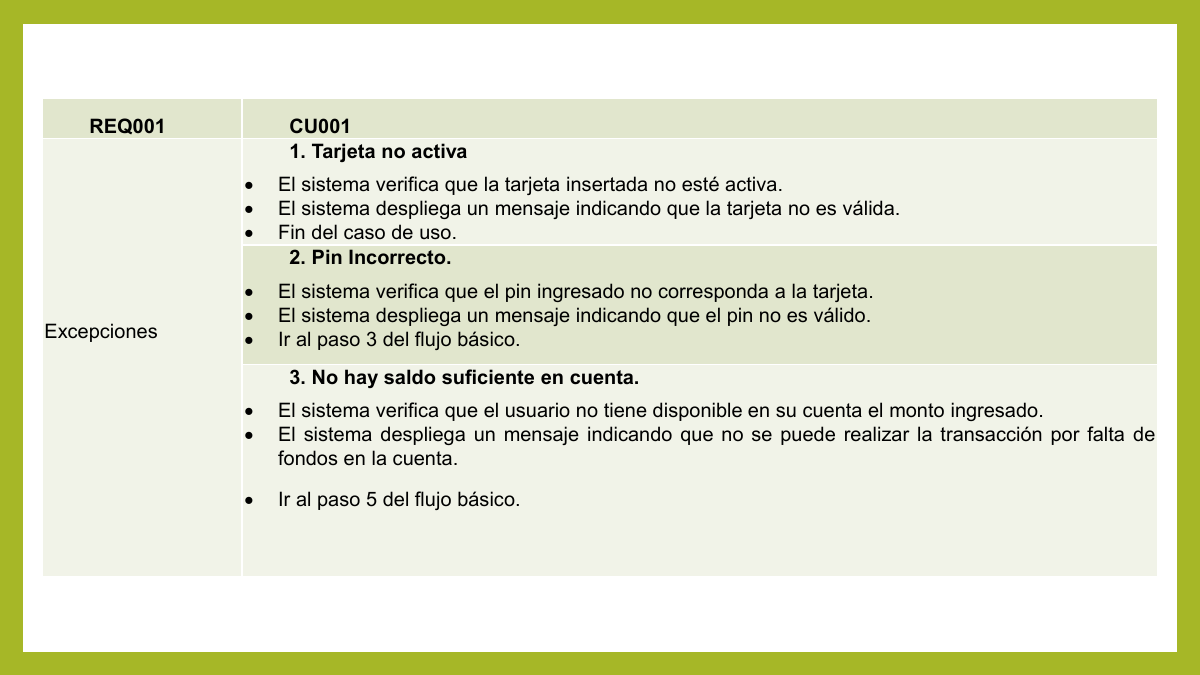 REQ001
CU001
Excepciones
1. Tarjeta no activa
• El sistema verifica que la tarjeta insertada no esté activa.
• El sistema despliega un mensaje indicando que la tarjeta no es válida.
• Fin del caso de uso.
2. Pin Incorrecto.
• El sistema verifica que el pin ingresado no corresponda a la tarjeta.
• El sistema despliega un mensaje indicando que el pin no es válido.
• Ir al paso 3 del flujo básico.
3. No hay saldo suficiente en cuenta.
• El sistema verifica que el usuario no tiene disponible en su cuenta el monto ingresado.
• El sistema despliega un mensaje indicando que no se puede realizar la transacción por falta de
fondos en la cuenta.
• Ir al paso 5 del flujo básico.